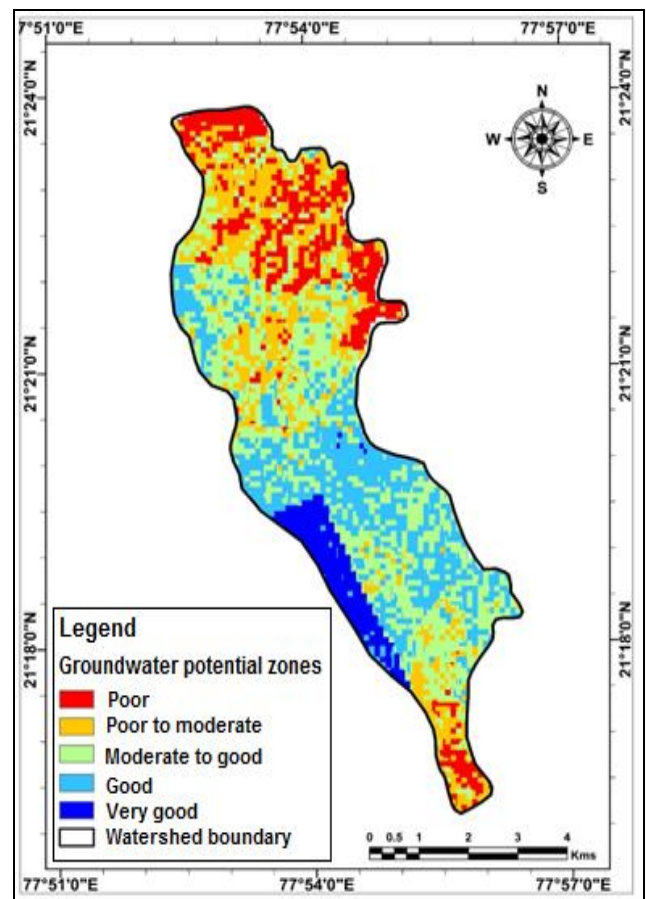 77°51'0"E 77°54'0"E 77°57'0"E
21°24'0"N
21°24'0"N
N
W E
S
21°21'0"N
21°21'0"N
21°18'0"N
21°18'0"N
Legend
Groundwater potential zones
Poor
Poor to moderate
Moderate to good
Good
Very good
Watershed boundary
0 0.5 1 2 3 4
Kms
77°51'0"E 77°54'0"E 77°57'0"E